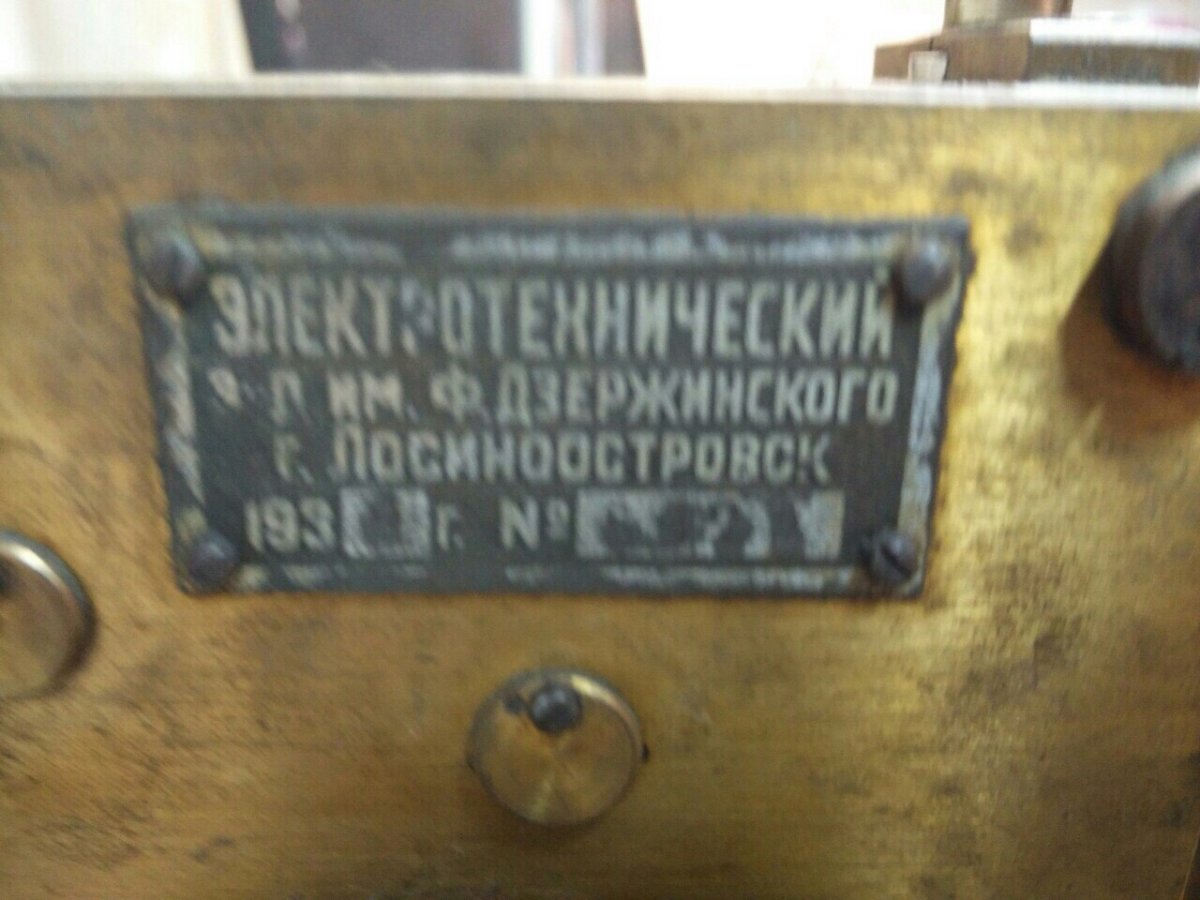 ЭЛЕКТРОТЕХНИЧЕСКИЙ
им. Ф. ДЗЕРЖИНСКОГО
г. ЛОСИНООСТРОВСК
193 г. №